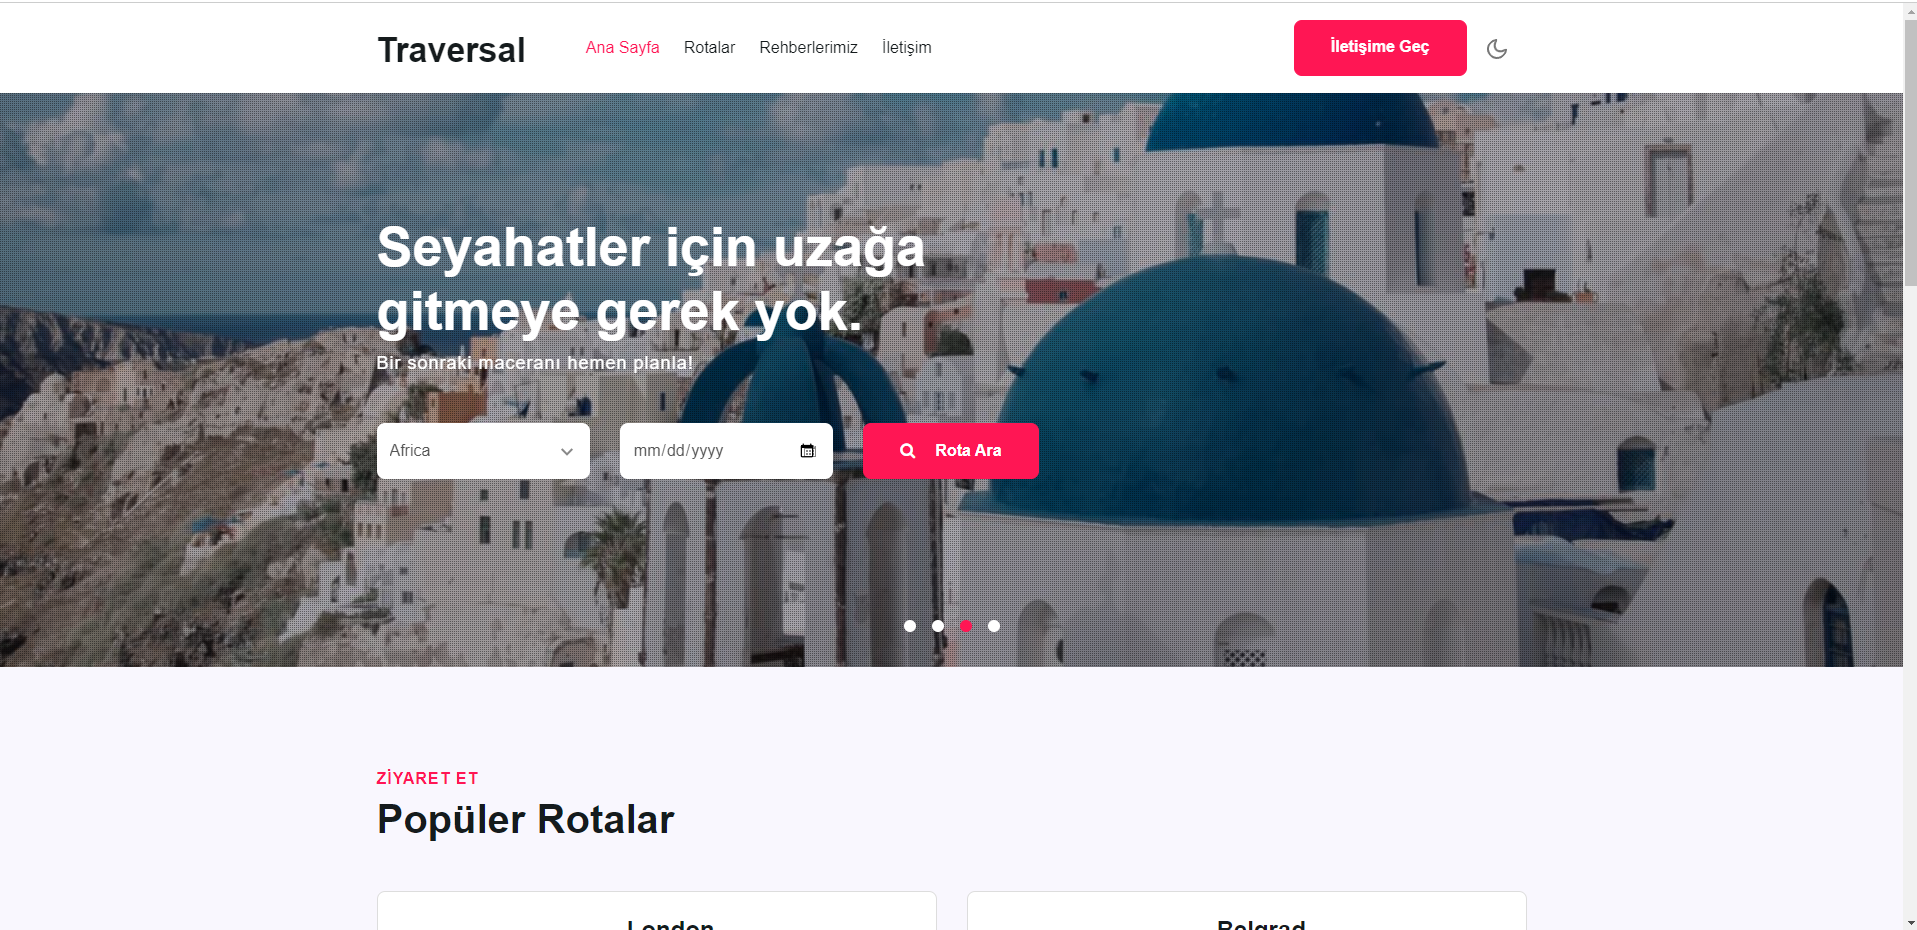 Traversal
Ana Sayfa
Rotalar
Rehberlerimiz
İletişim
İletişime Geç
Seyahatler için uzağa
gitmeye gerek yok.
Bir sonraki maceranı hemen planla!
Africa
mm/dd/yyyy
Rota Ara
ZİYARET ET
Popüler Rotalar
London
Belgrad